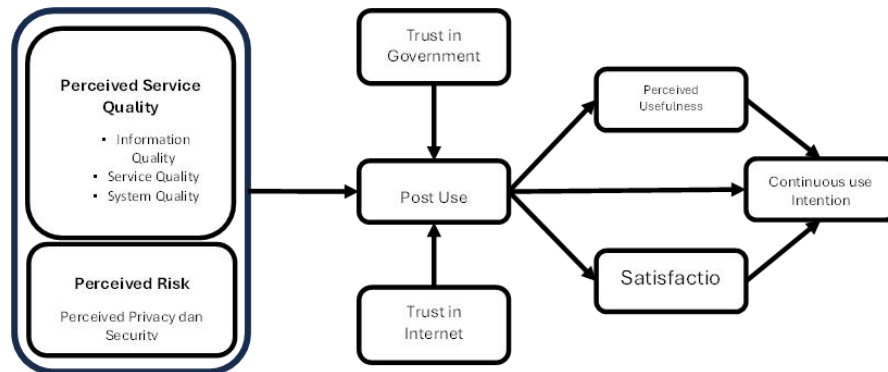 Perceived Service
Quality
▪ Information
Quality
▪ Service Quality
▪ System Quality
Perceived Risk
Perceived Privacy dan
Security
Trust in
Government
Post Use
Trust in
Internet
Perceived
Usefulness
Satisfactio
Continuous use
Intention